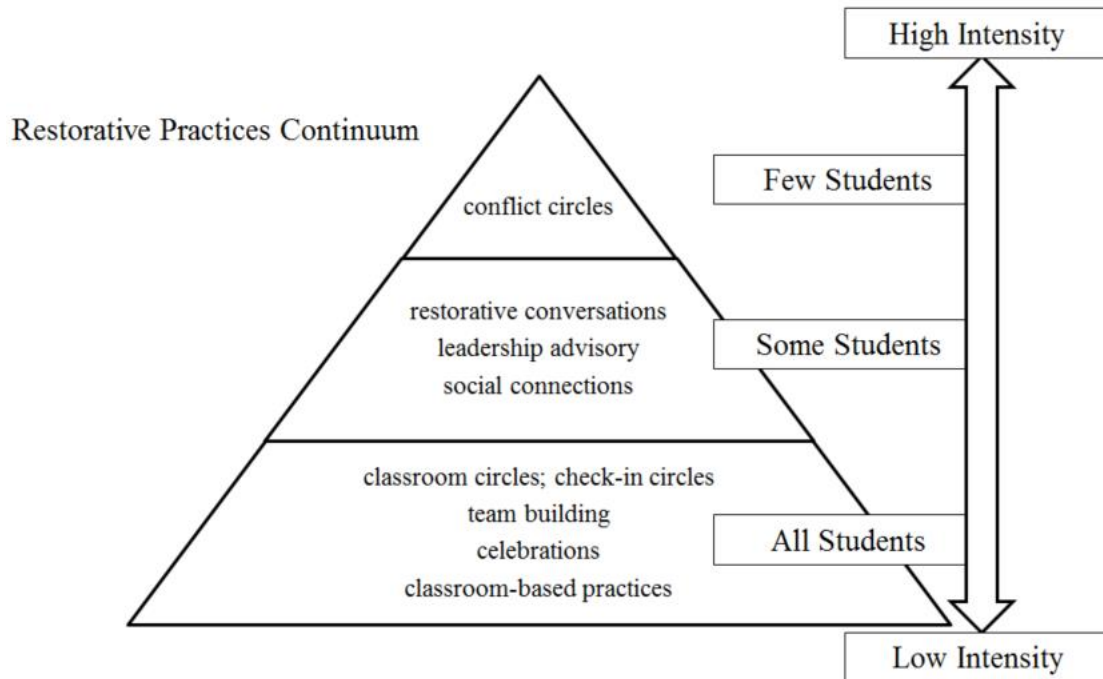 High Intensity
Restorative Practices Continuum
Few Students
conflict circles
restorative conversations
leadership advisory
social connections
Some Students
classroom circles; check-in circles
team building
celebrations
classroom-based practices
All Students
Low Intensity